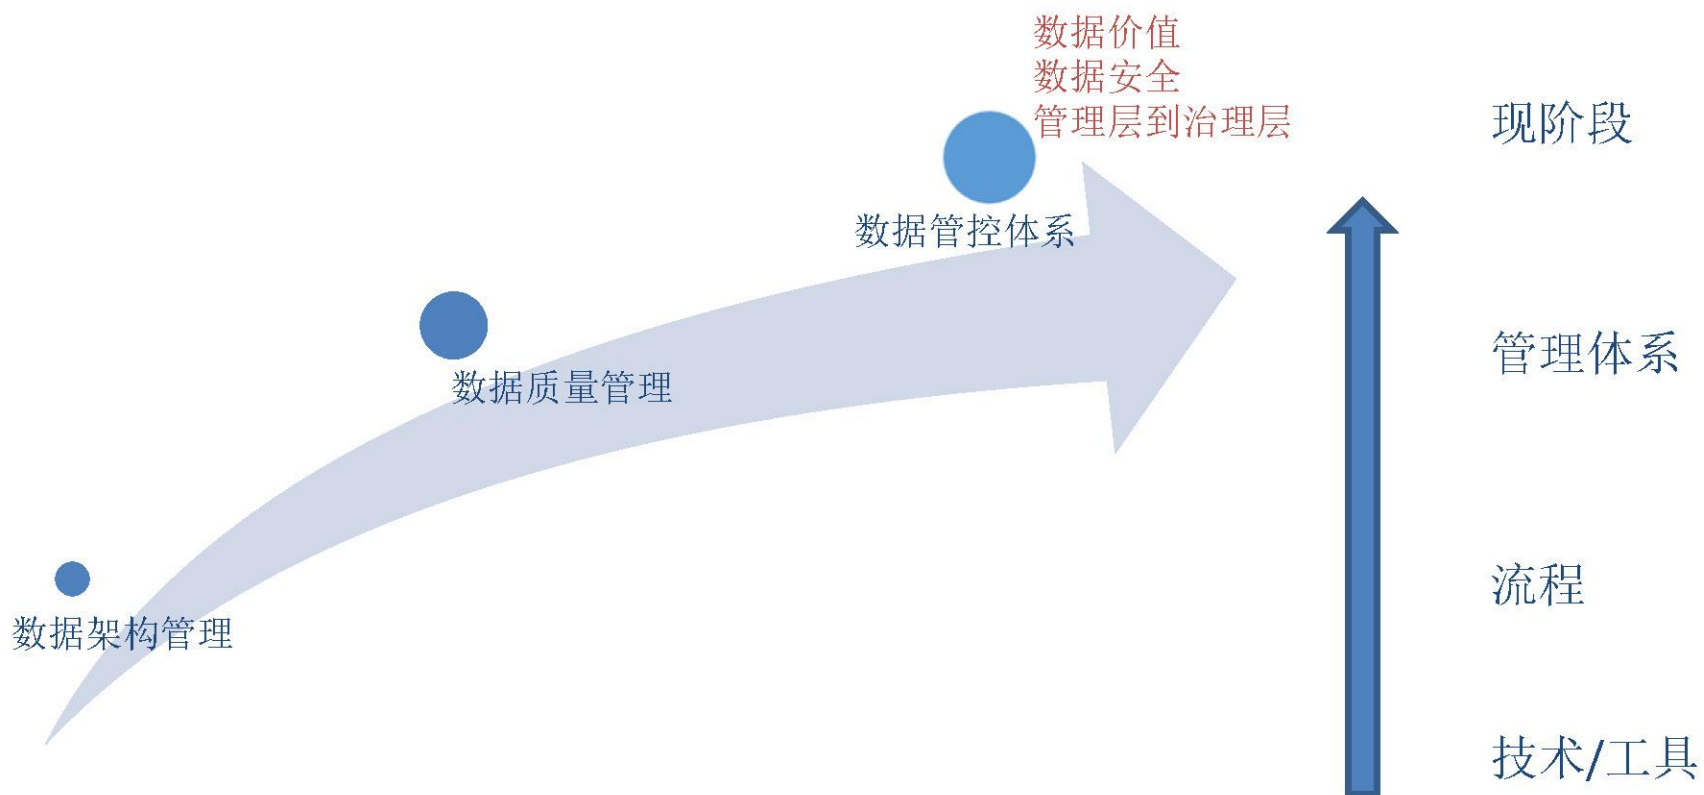 数据价值
数据安全
管理层到治理层
现阶段
数据管控体系
管理体系
数据质量管理
流程
数据架构管理
技术/工具